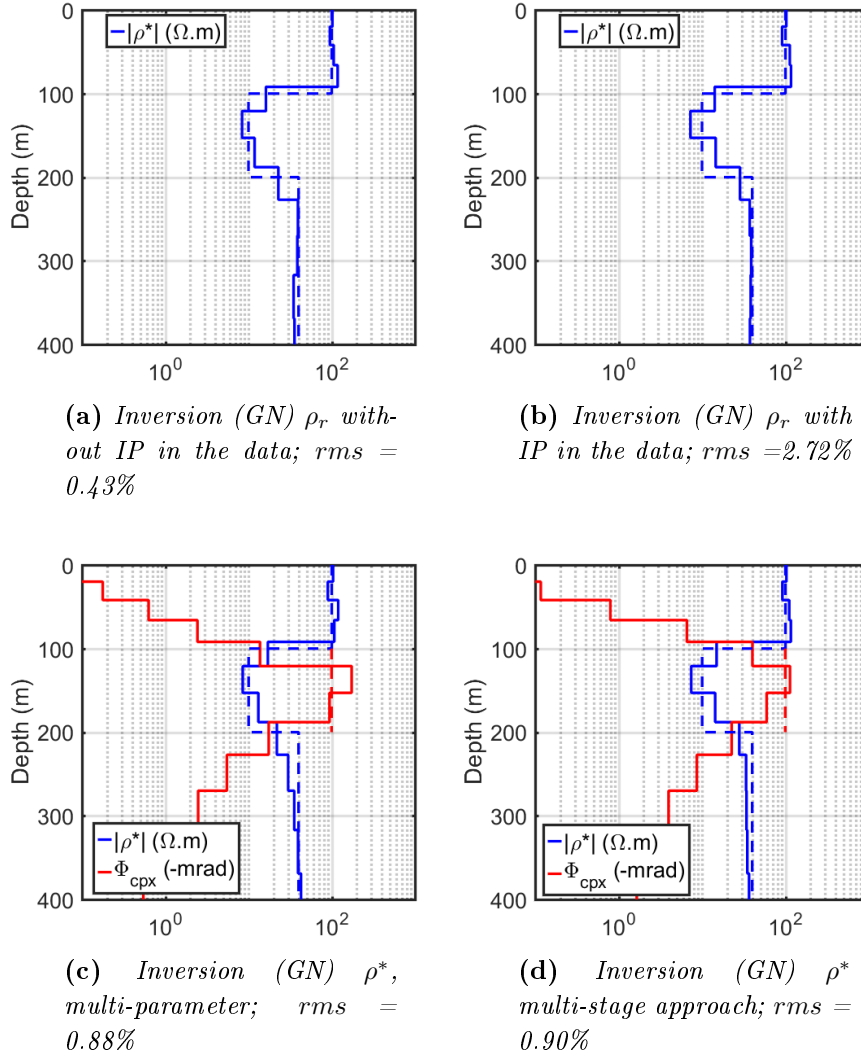 0
100
200
300
400
Depth (m)
|ρ*| (Ω.m)
10^0
10^2
0
100
200
300
400
Depth (m)
|ρ*| (Ω.m)
10^0
10^2
(a) Inversion (GN) ρ_r with-
out IP in the data; rms =
0.43%
(b) Inversion (GN) ρ_r with
IP in the data; rms =2.72%
0
100
200
300
400
Depth (m)
|ρ*| (Ω.m)
Φ_cpx (-mrad)
10^0
10^2
0
100
200
300
400
Depth (m)
|ρ*| (Ω.m)
Φ_cpx (-mrad)
10^0
10^2
(c) Inversion (GN) ρ*,
multi-parameter; rms =
0.88%
(d) Inversion (GN) ρ*
multi-stage approach; rms =
0.90%